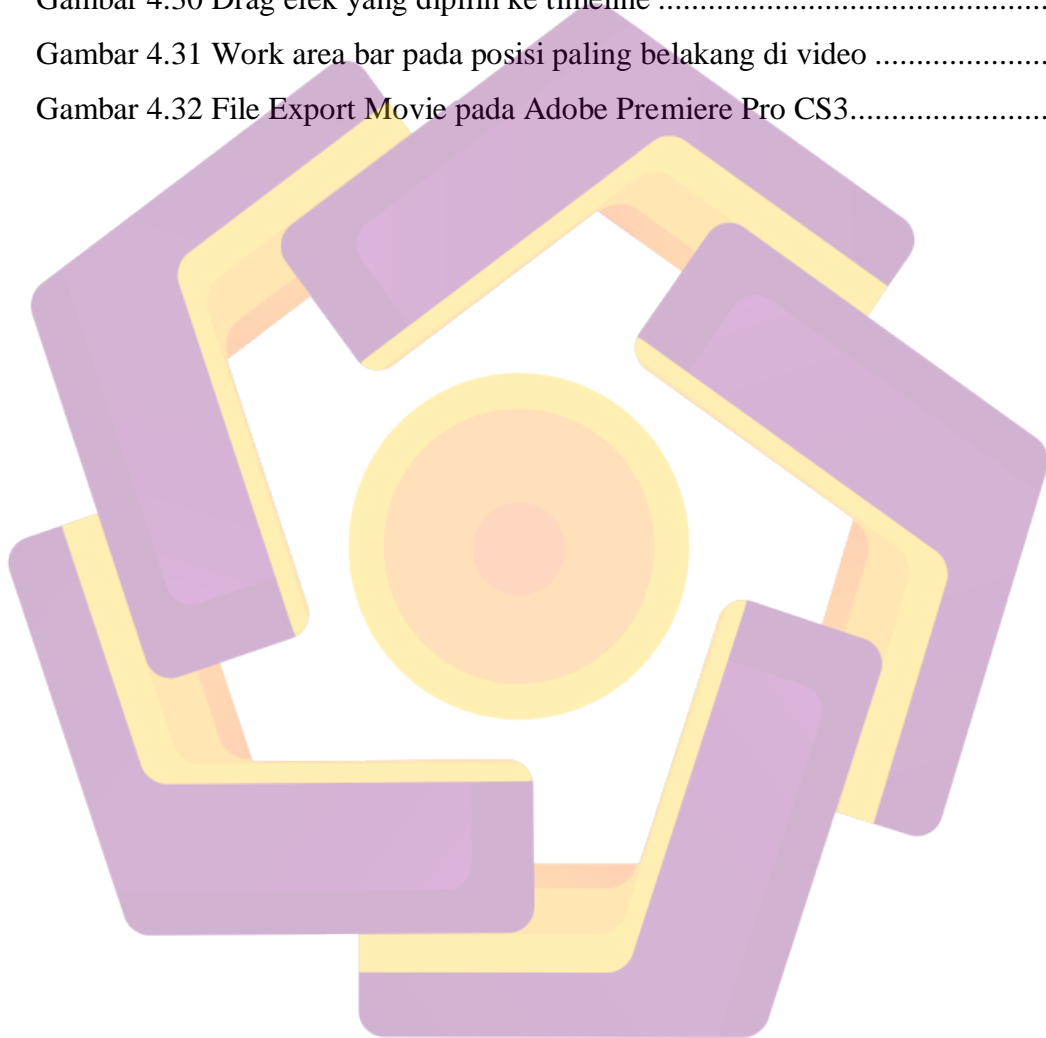 Gambar 4.30 Drag efek yang dipilih ke timeline ..........................................
Gambar 4.31 Work area bar pada posisi paling belakang di video ...................
Gambar 4.32 File Export Movie pada Adobe Premiere Pro CS3......................